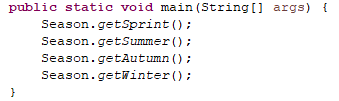 public static void main(String[] args) {
    Season.getSprint();
    Season.getSummer();
    Season.getAutumn();
    Season.getWinter();
}